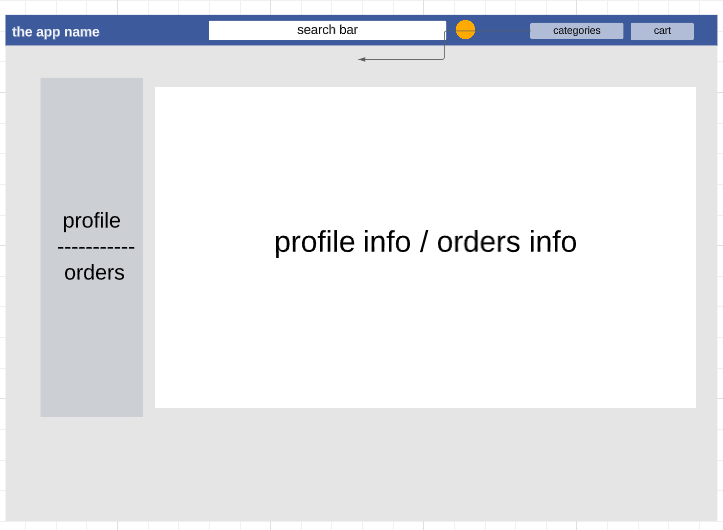 the app name
search bar
categories
cart
profile
-----------
orders
profile info / orders info